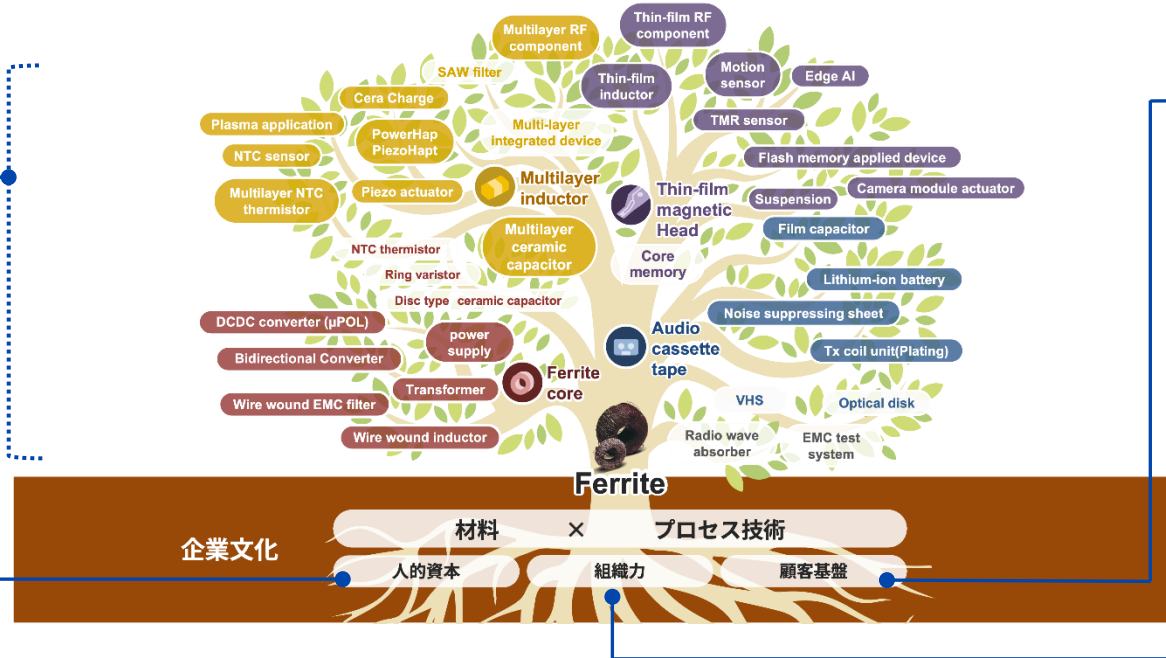 Multilayer RF
component
Thin-film RF
component
SAW filter
Thin-film
inductor
Motion
sensor
Edge AI
Cera Charge
Plasma application
PowerHap
PiezoHapt
Multi-layer
integrated device
TMR sensor
NTC sensor
Flash memory applied device
Multilayer NTC
thermistor
Piezo actuator
Multilayer
inductor
Thin-film
magnetic
Head
Suspension
Camera module actuator
Film capacitor
NTC thermistor
Multilayer
ceramic
capacitor
Core
memory
Ring varistor
Lithium-ion battery
Disc type ceramic capacitor
Noise suppressing sheet
DCDC converter (μPOL)
power
supply
Audio
cassette
tape
Bidirectional Converter
Tx coil unit(Plating)
Transformer
Ferrite
core
Wire wound EMC filter
VHS
Optical disk
Wire wound inductor
Radio wave
absorber
EMC test
system
Ferrite
企業文化
材料 × プロセス技術
人的資本
組織力
顧客基盤